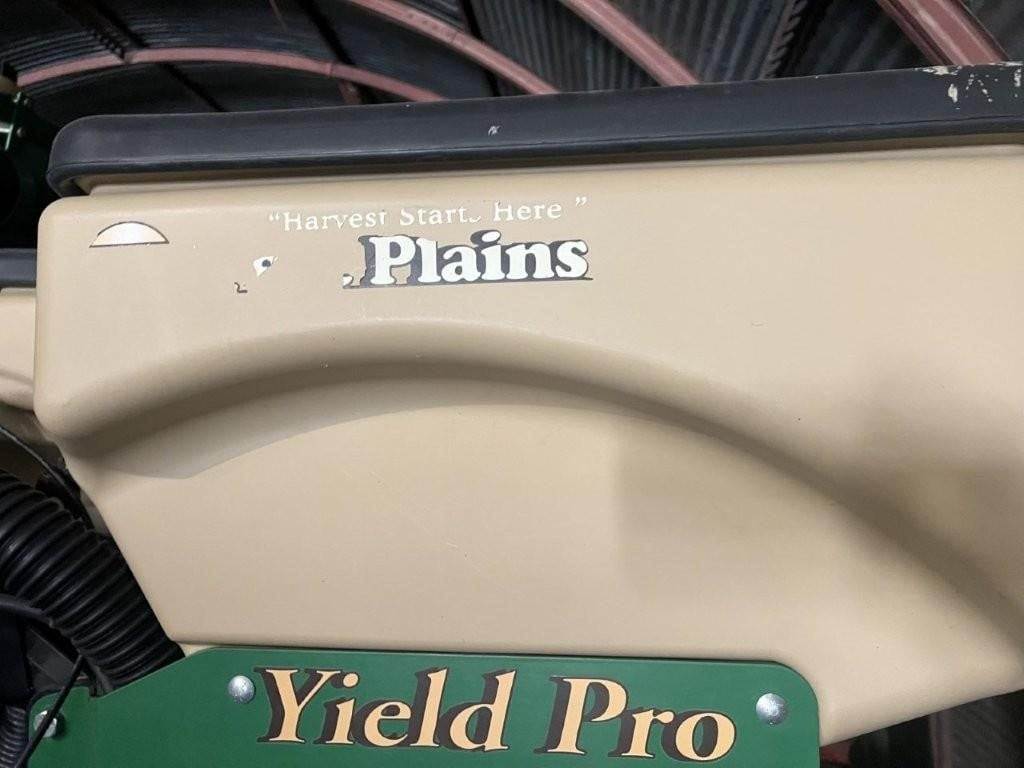 "Harvest Starts Here"
Plains
Yield Pro